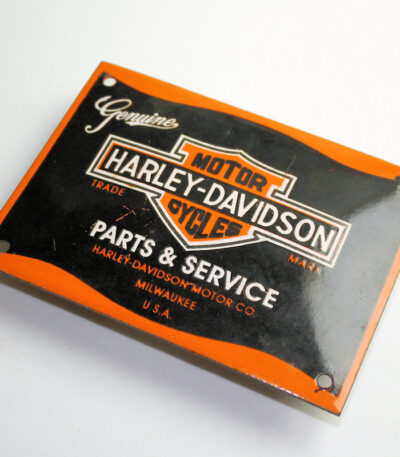 Genuine
MOTOR
HARLEY-DAVIDSON
TRADE MARK
CYCLES
PARTS & SERVICE
HARLEY-DAVIDSON MOTOR CO.
MILWAUKEE
U.S.A.